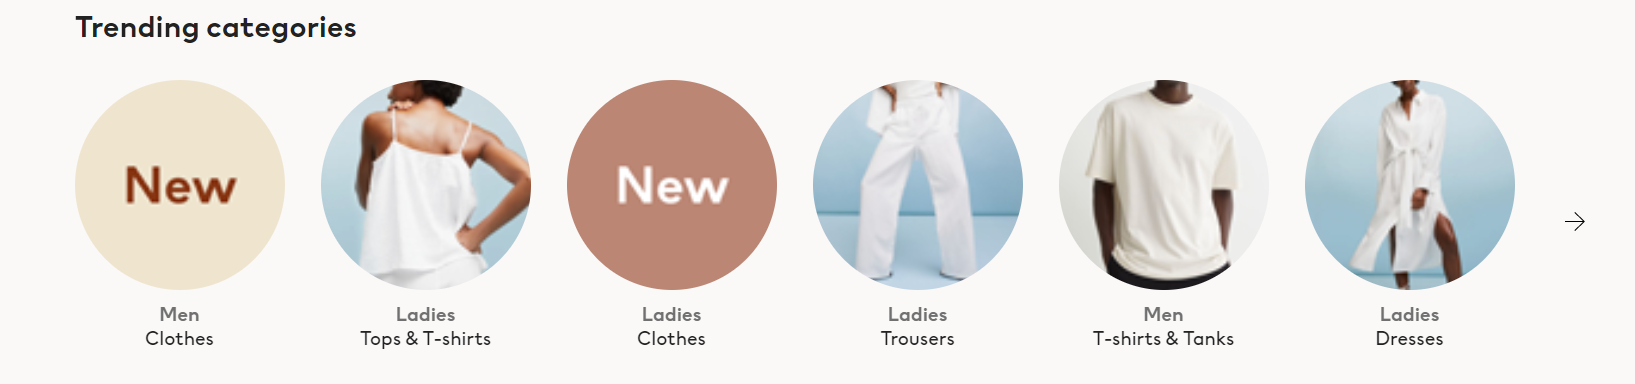 Trending categories
New
New
Men
Clothes
Ladies
Tops & T-shirts
Ladies
Clothes
Ladies
Trousers
Men
T-shirts & Tanks
Ladies
Dresses